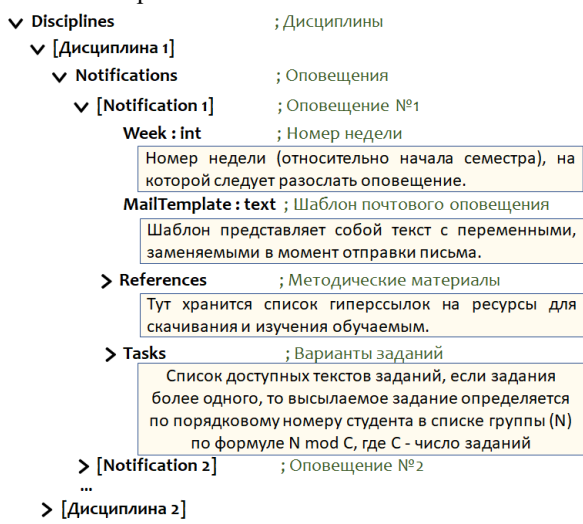 Disciplines ; Дисциплины
[Дисциплина 1]
Notifications ; Оповещения
[Notification 1] ; Оповещение №1
Week : int ; Номер недели
Номер недели (относительно начала семестра), на
которой следует разослать оповещение.
MailTemplate : text ; Шаблон почтового оповещения
Шаблон представляет собой текст с переменными,
заменяемыми в момент отправки письма.
References ; Методические материалы
Тут хранится список гиперссылок на ресурсы для
скачивания и изучения обучаемым.
Tasks ; Варианты заданий
Список доступных текстов заданий, если задания
более одного, то высылаемое задание определяется
по порядковому номеру студента в списке группы (N)
по формуле N mod C, где C - число заданий
[Notification 2] ; Оповещение №2
...
[Дисциплина 2]